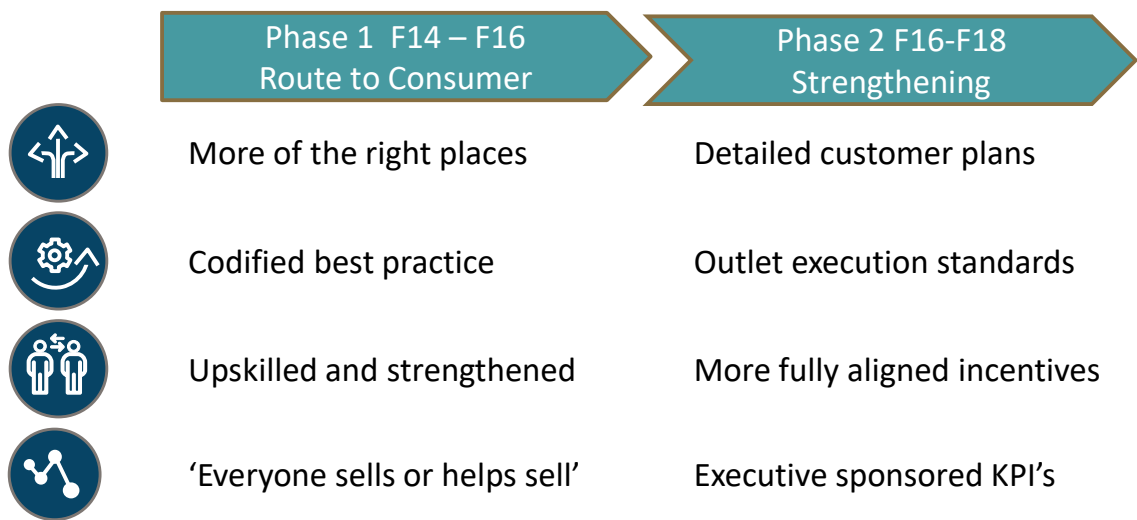 Phase 1 F14 – F16
Route to Consumer
Phase 2 F16-F18
Strengthening
More of the right places
Detailed customer plans
Codified best practice
Outlet execution standards
Upskilled and strengthened
More fully aligned incentives
‘Everyone sells or helps sell’
Executive sponsored KPI’s